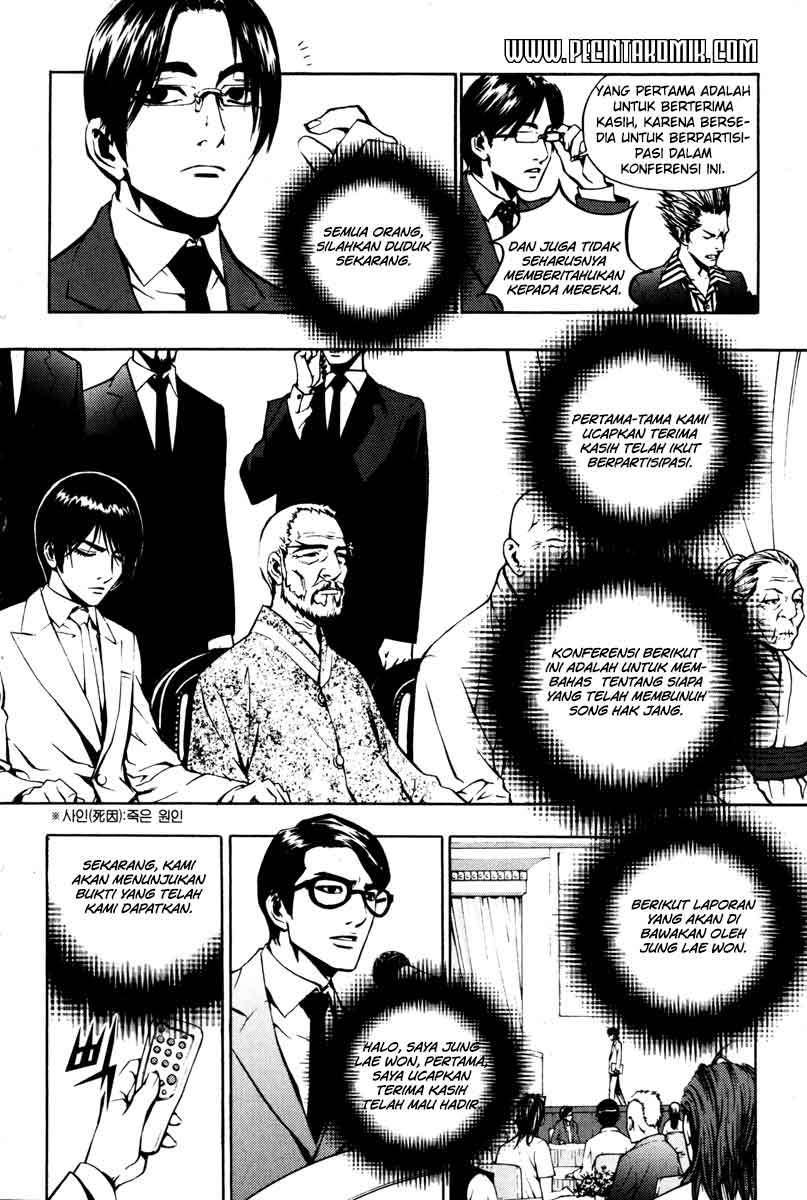 WWW.PECINTAKOMIK.COM
SEMUA ORANG,
SILAHKAN DUDUK
SEKARANG.
YANG PERTAMA ADALAH
UNTUK BERTERIMA
KASIH, KARENA BERSE-
DIA UNTUK BERPARTISI-
PASI DALAM
KONFERENSI INI.
DAN JUGA TIDAK
SEHARUSNYA
MEMBERITAHUKAN
KEPADA MEREKA.
PERTAMA-TAMA KAMI
UCAPKAN TERIMA
KASIH TELAH IKUT
BERPARTISIPASI.
KONFERENSI BERIKUT
INI ADALAH UNTUK MEM-
BAHAS TENTANG SIAPA
YANG TELAH MEMBUNUH
SONG HAK JANG.
※ 사인(死因):죽은 원인
SEKARANG, KAMI
AKAN MENUNJUKAN
BUKTI YANG TELAH
KAMI DAPATKAN.
삑
HALO, SAYA JUNG
LAE WON, PERTAMA,
SAYA UCAPKAN
TERIMA KASIH
TELAH MAU HADIR.
BERIKUT LAPORAN
YANG AKAN DI
BAWAKAN OLEH
JUNG LAE WON.